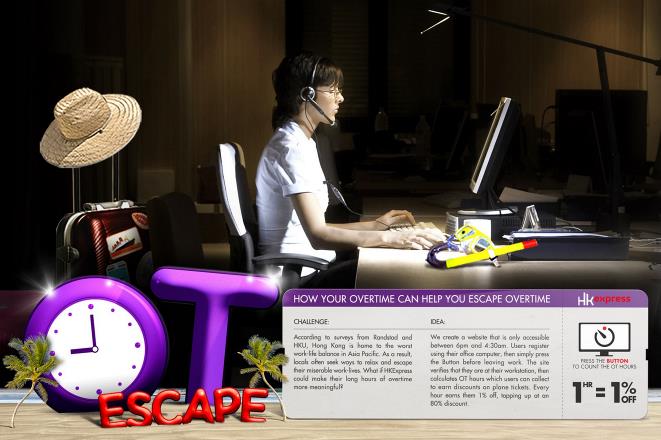 OT
ESCAPE
HOW YOUR OVERTIME CAN HELP YOU ESCAPE OVERTIME
HKexpress
CHALLENGE:
According to surveys from Randstad and
HKU, Hong Kong is home to the worst
work-life balance in Asia Pacific. As a result,
locals often seek ways to relax and escape
their miserable work-lives. What if HKExpress
could make their long hours of overtime
more meaningful?
IDEA:
We create a website that is only accessible
between 6pm and 4:30am. Users register
using their office computer, then simply press
the Button before leaving work. The site
verifies that they are at their workstation, then
calculates OT hours which users can collect
to earn discounts on plane tickets. Every
hour earns them 1% off, topping up at an
80% discount.
PRESS THE BUTTON
TO COUNT THE OT HOURS
1HR = 1% OFF